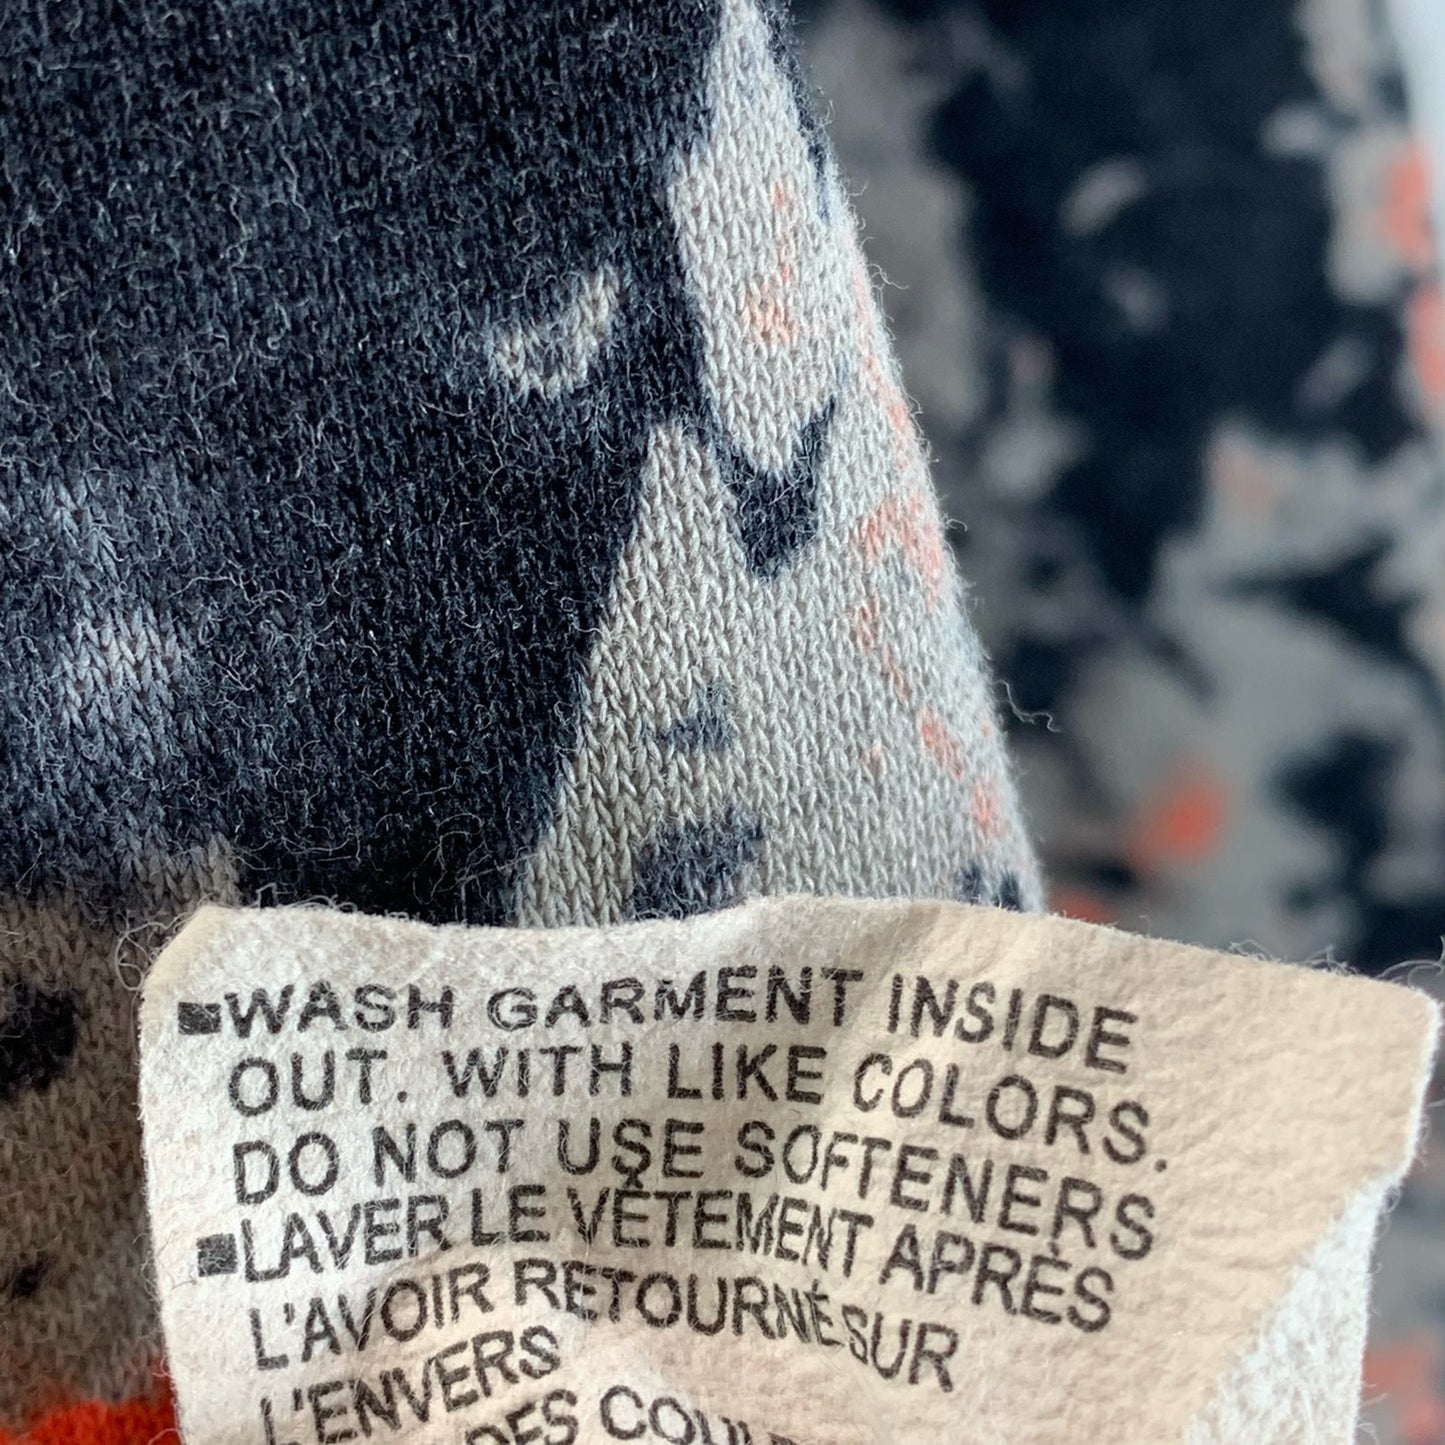 ■WASH GARMENT INSIDE
OUT. WITH LIKE COLORS.
DO NOT USE SOFTENERS
■LAVER LE VÊTEMENT APRÈS
L'AVOIR RETOURNÉ SUR
L'ENVERS
DES